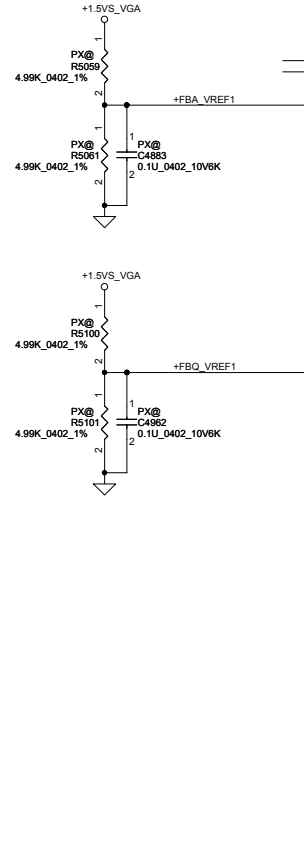 +1.5VS_VGA
1
PX@
R5059
4.99K_0402_1%
2
+FBA_VREF1
1
1
PX@
R5061
4.99K_0402_1%
PX@
C4883
0.1U_0402_10V6K
2
2
+1.5VS_VGA
1
PX@
R5100
4.99K_0402_1%
2
+FBQ_VREF1
1
1
PX@
R5101
4.99K_0402_1%
PX@
C4962
0.1U_0402_10V6K
2
2